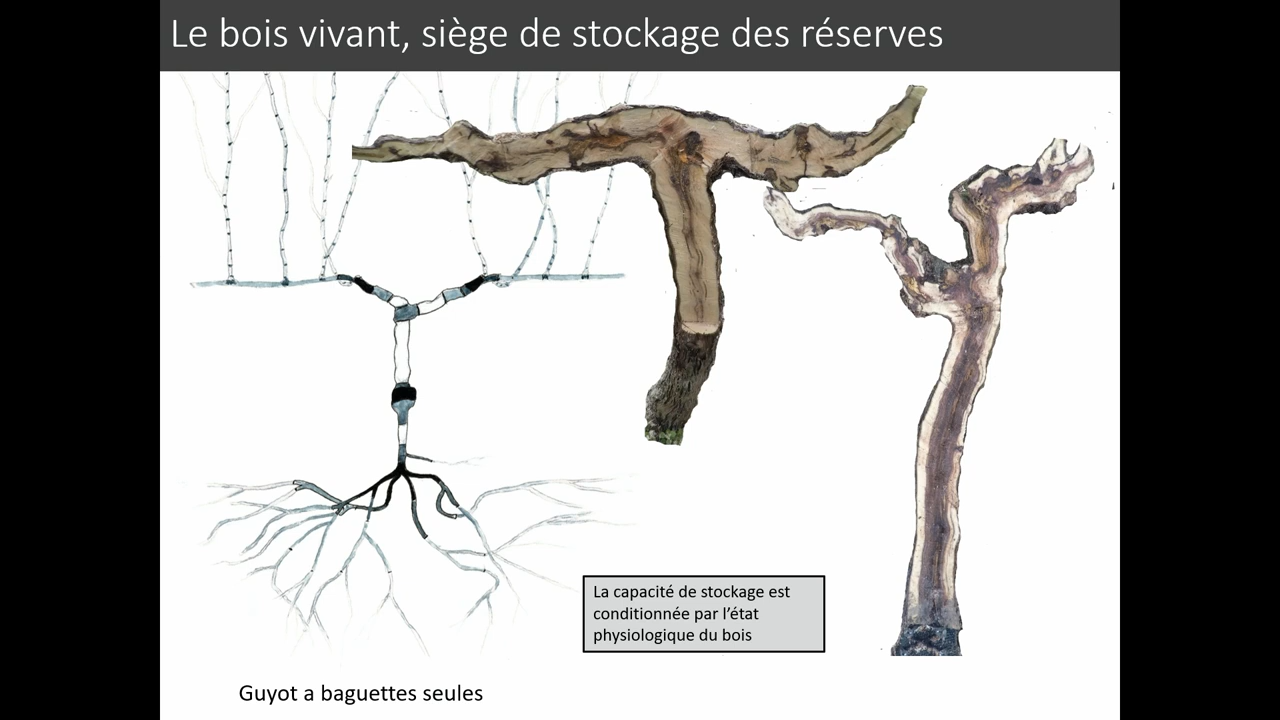 Le bois vivant, siège de stockage des réserves
La capacité de stockage est
conditionnée par l’état
physiologique du bois
Guyot a baguettes seules